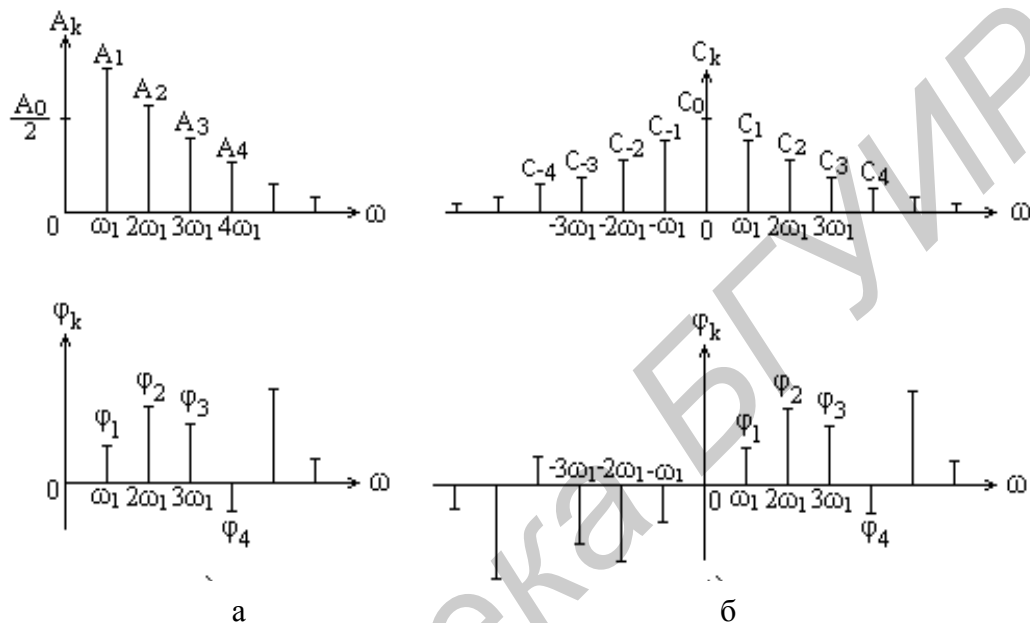 A_k
A_1
A_2
A_3
A_4
A_0/2
0 ω_1 2ω_1 3ω_1 4ω_1 ω
C_k
C_0
C_-4 C_-3 C_-2 C_-1 C_1 C_2 C_3 C_4
-3ω_1 -2ω_1 -ω_1 0 ω_1 2ω_1 3ω_1 ω
φ_k
φ_1 φ_2 φ_3
0 ω_1 2ω_1 3ω_1 ω
φ_4
φ_k
φ_1 φ_2 φ_3
-3ω_1 -2ω_1 -ω_1 0 ω_1 2ω_1 3ω_1 ω
φ_4
а
б
БГУИР